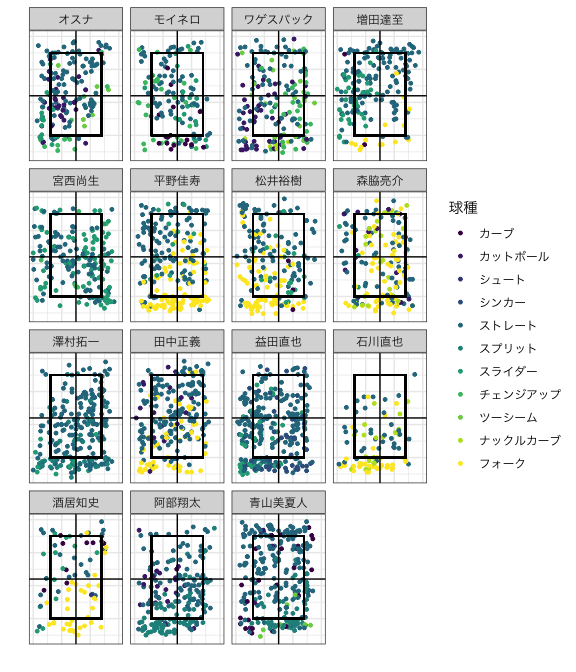 オスナ
モイネロ
ワゲスパック
増田達至
宮西尚生
平野佳寿
松井裕樹
森脇亮介
澤村拓一
田中正義
益田直也
石川直也
酒居知史
阿部翔太
青山美夏人
球種
カーブ
カットボール
シュート
シンカー
ストレート
スプリット
スライダー
チェンジアップ
ツーシーム
ナックルカーブ
フォーク